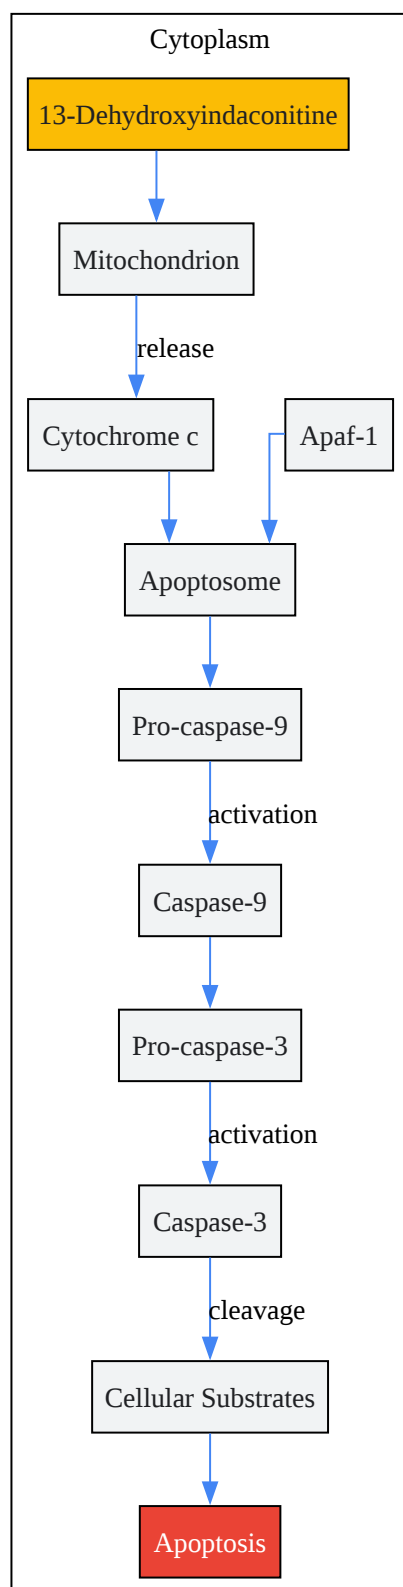 Cytoplasm
13-Dehydroxyindaconitine
Mitochondrion
release
Cytochrome c
Apaf-1
Apoptosome
Pro-caspase-9
activation
Caspase-9
Pro-caspase-3
activation
Caspase-3
cleavage
Cellular Substrates
Apoptosis